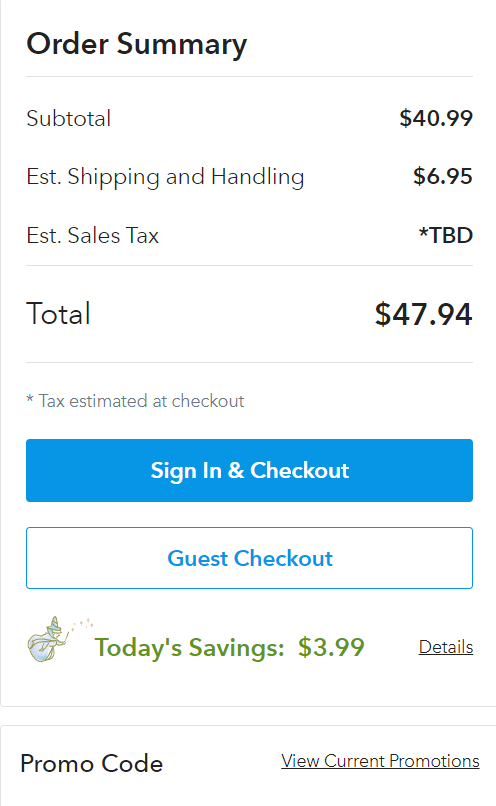 Order Summary
Subtotal $40.99
Est. Shipping and Handling $6.95
Est. Sales Tax *TBD
Total $47.94
* Tax estimated at checkout
Sign In & Checkout
Guest Checkout
Today's Savings: $3.99 Details
Promo Code View Current Promotions